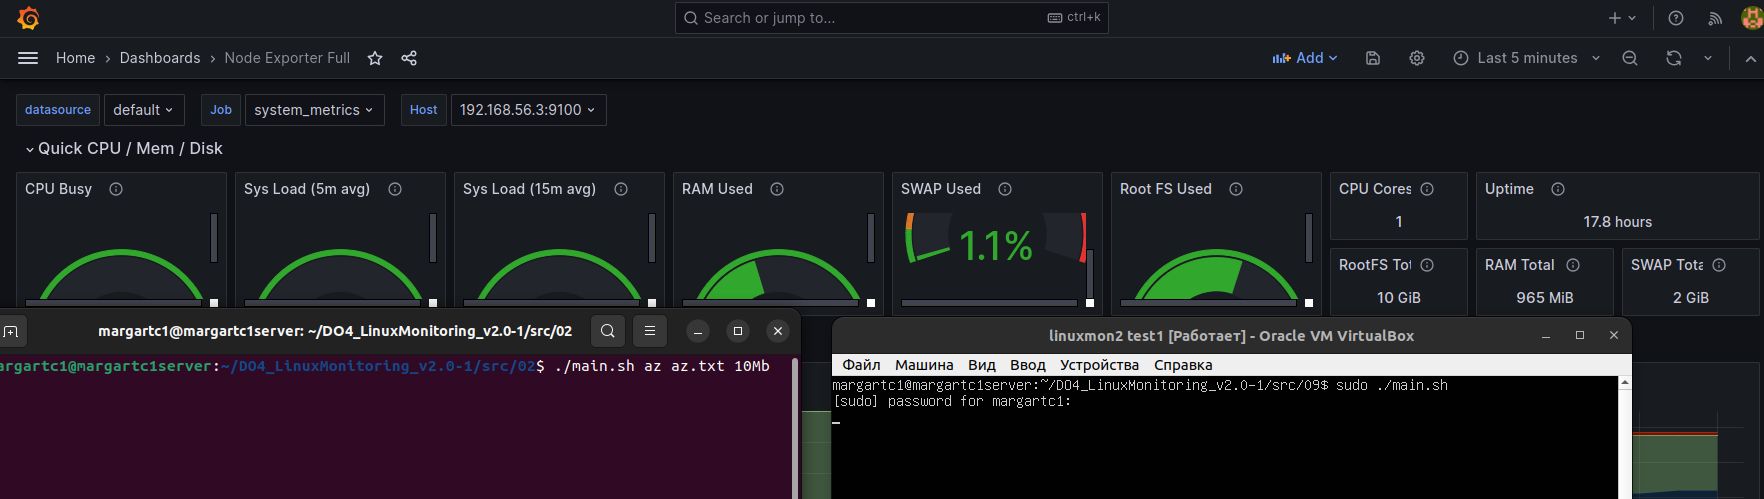 Search or jump to... ctrl+k
Home › Dashboards › Node Exporter Full Add Last 5 minutes
datasource default Job system_metrics Host 192.168.56.3:9100
Quick CPU / Mem / Disk
CPU Busy Sys Load (5m avg) Sys Load (15m avg) RAM Used SWAP Used Root FS Used CPU Cores Uptime
1 17.8 hours
1.1%
RootFS Tot RAM Total SWAP Tota
10 GiB 965 MiB 2 GiB
margartc1@margartc1server: ~/DO4_LinuxMonitoring_v2.0-1/src/02
argartc1@margartc1server:~/DO4_LinuxMonitoring_v2.0-1/src/02$ ./main.sh az az.txt 10Mb
linuxmon2 test1 [Работает] - Oracle VM VirtualBox
Файл Машина Вид Ввод Устройства Справка
margartc1@margartc1server:~/DO4_LinuxMonitoring_v2.0-1/src/09$ sudo ./main.sh
[sudo] password for margartc1: